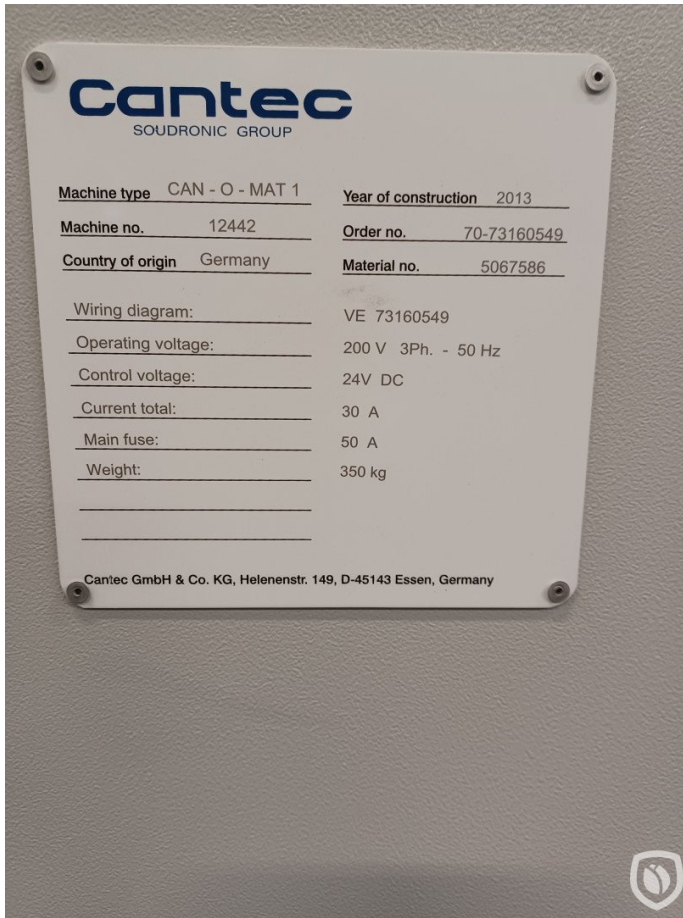 Cantec
SOUDRONIC GROUP
Machine type CAN - O - MAT 1
Year of construction 2013
Machine no. 12442
Order no. 70-73160549
Country of origin Germany
Material no. 5067586
Wiring diagram: VE 73160549
Operating voltage: 200 V 3Ph. - 50 Hz
Control voltage: 24V DC
Current total: 30 A
Main fuse: 50 A
Weight: 350 kg
Cantec GmbH & Co. KG, Helenenstr. 149, D-45143 Essen, Germany